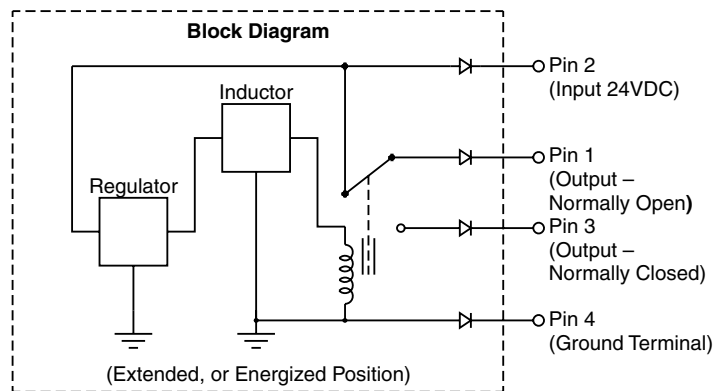 Block Diagram
Pin 2
(Input 24VDC)
Inductor
Pin 1
(Output –
Normally Open)
Regulator
Pin 3
(Output –
Normally Closed)
Pin 4
(Ground Terminal)
(Extended, or Energized Position)